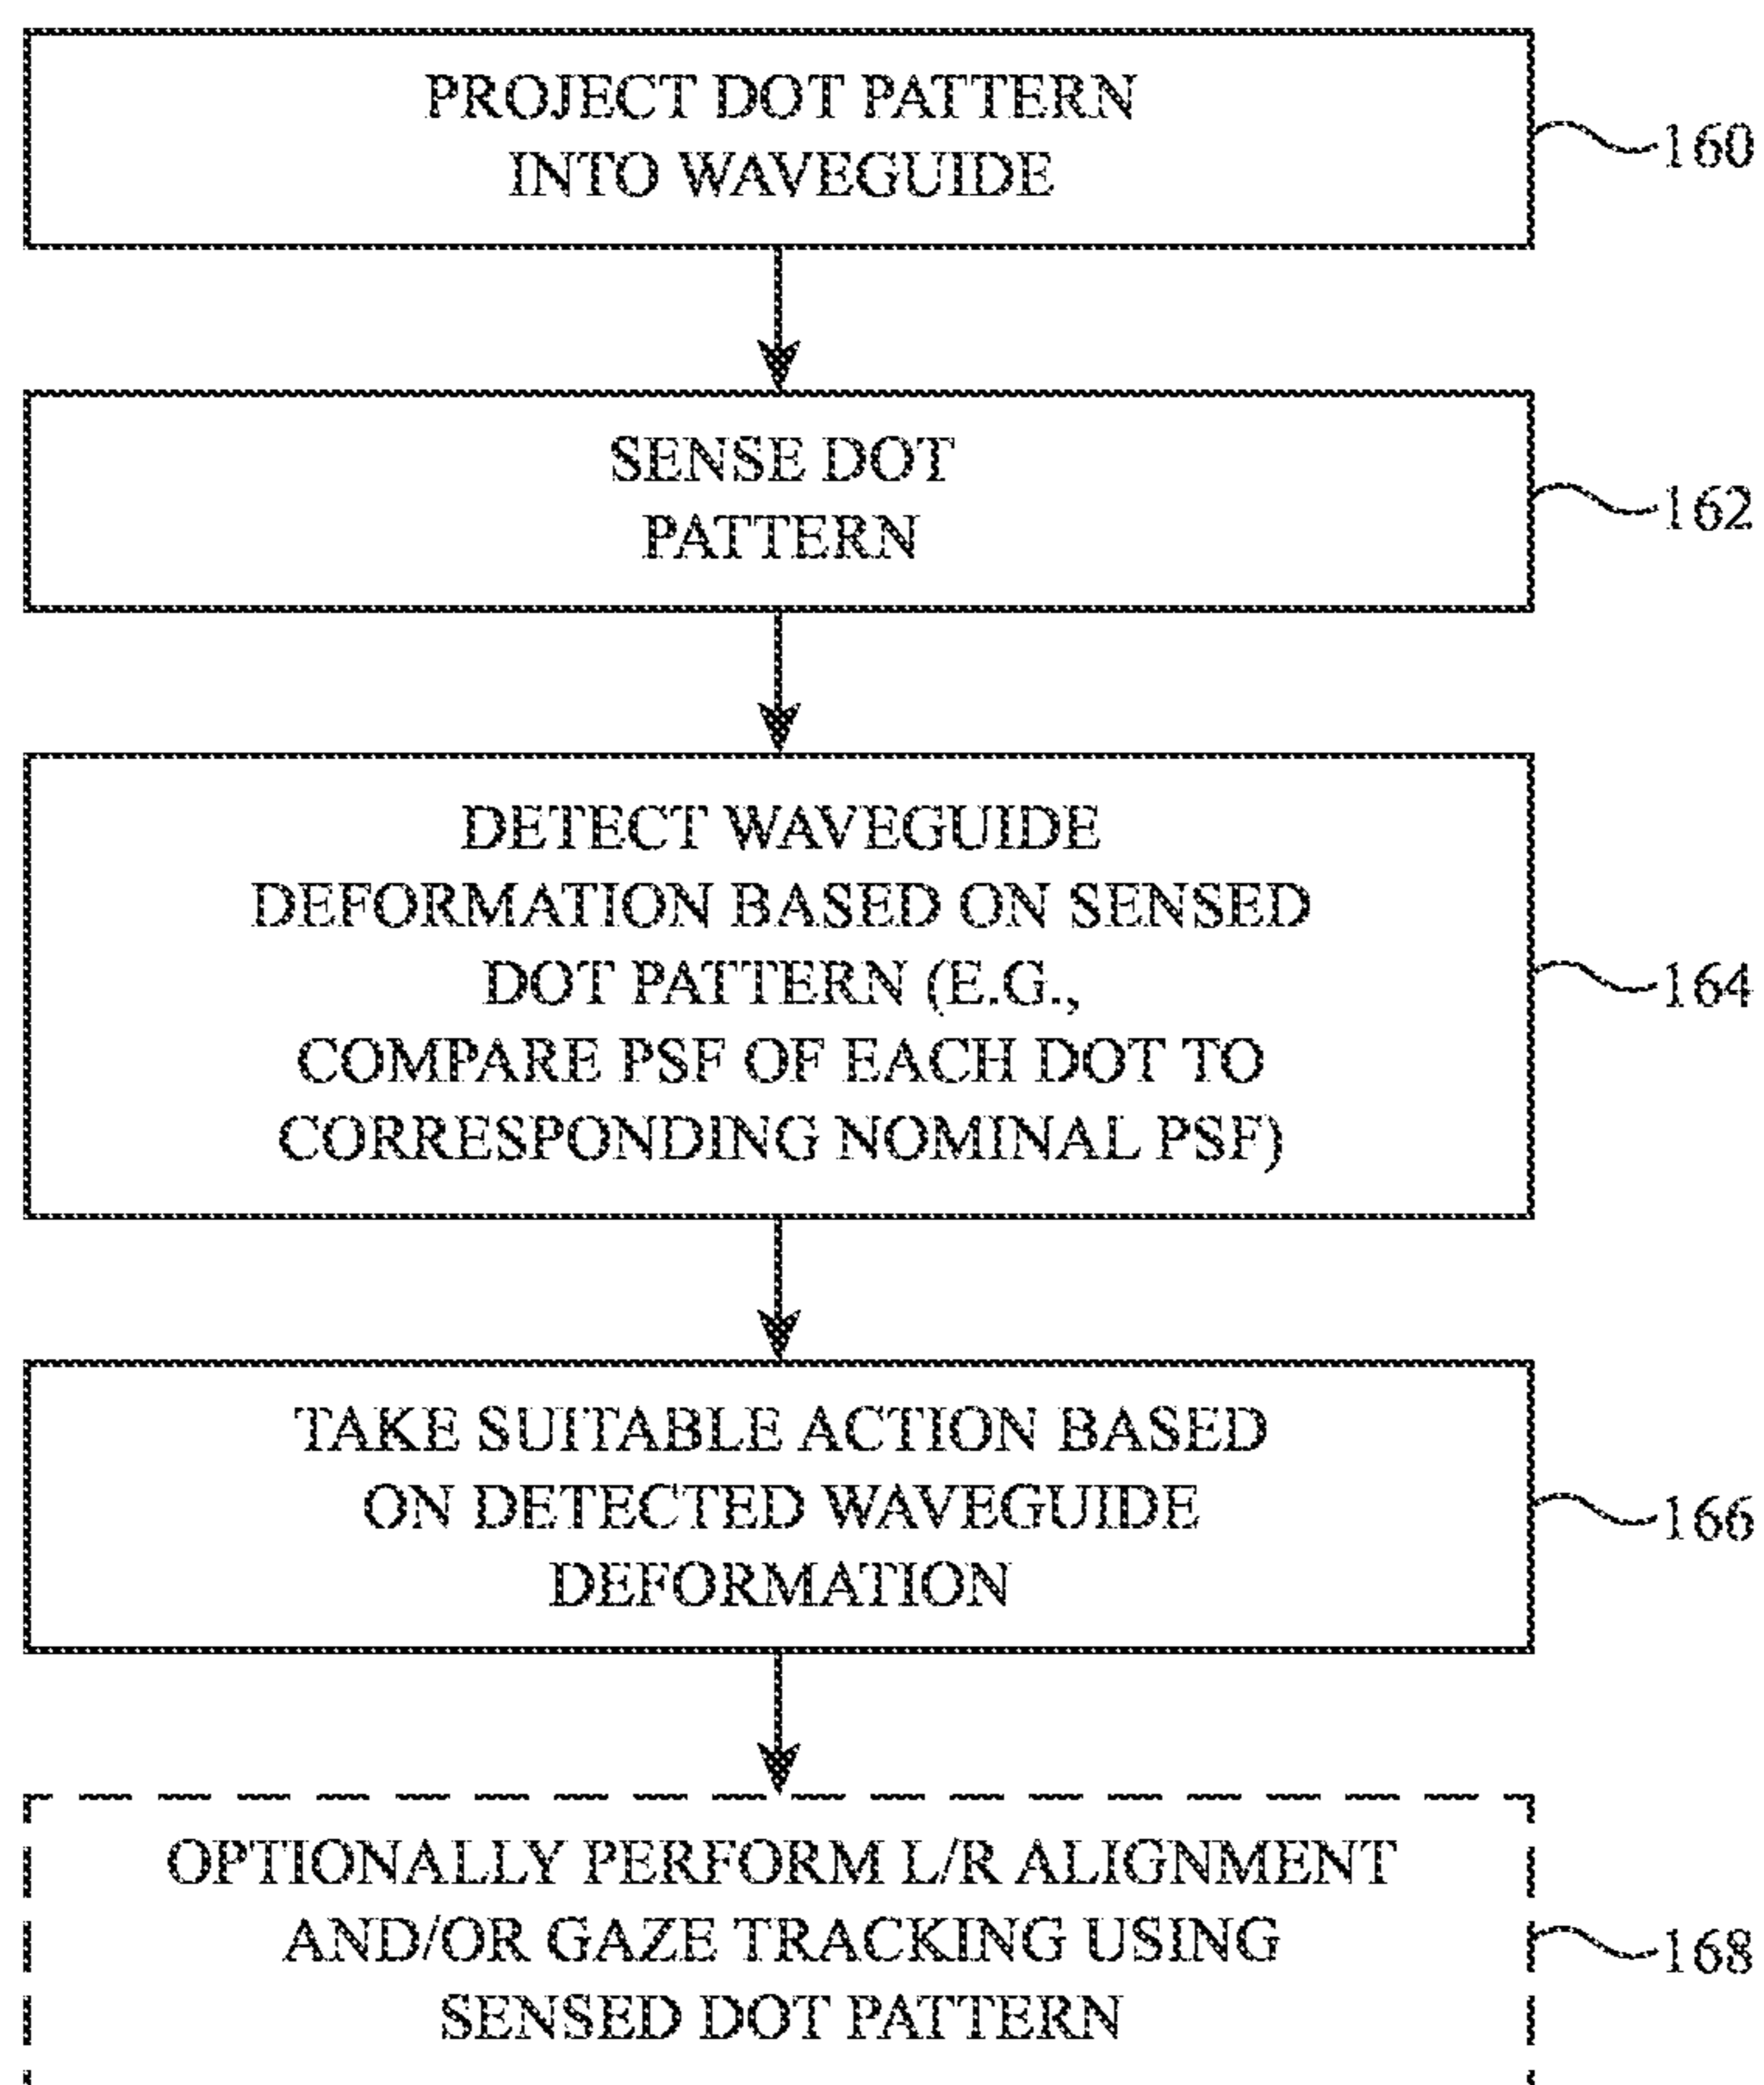 PROJECT DOT PATTERN
INTO WAVEGUIDE
160
SENSE DOT
PATTERN
162
DETECT WAVEGUIDE
DEFORMATION BASED ON SENSED
DOT PATTERN (E.G.,
COMPARE PSF OF EACH DOT TO
CORRESPONDING NOMINAL PSF)
164
TAKE SUITABLE ACTION BASED
ON DETECTED WAVEGUIDE
DEFORMATION
166
OPTIONALLY PERFORM L/R ALIGNMENT
AND/OR GAZE TRACKING USING
SENSED DOT PATTERN
168